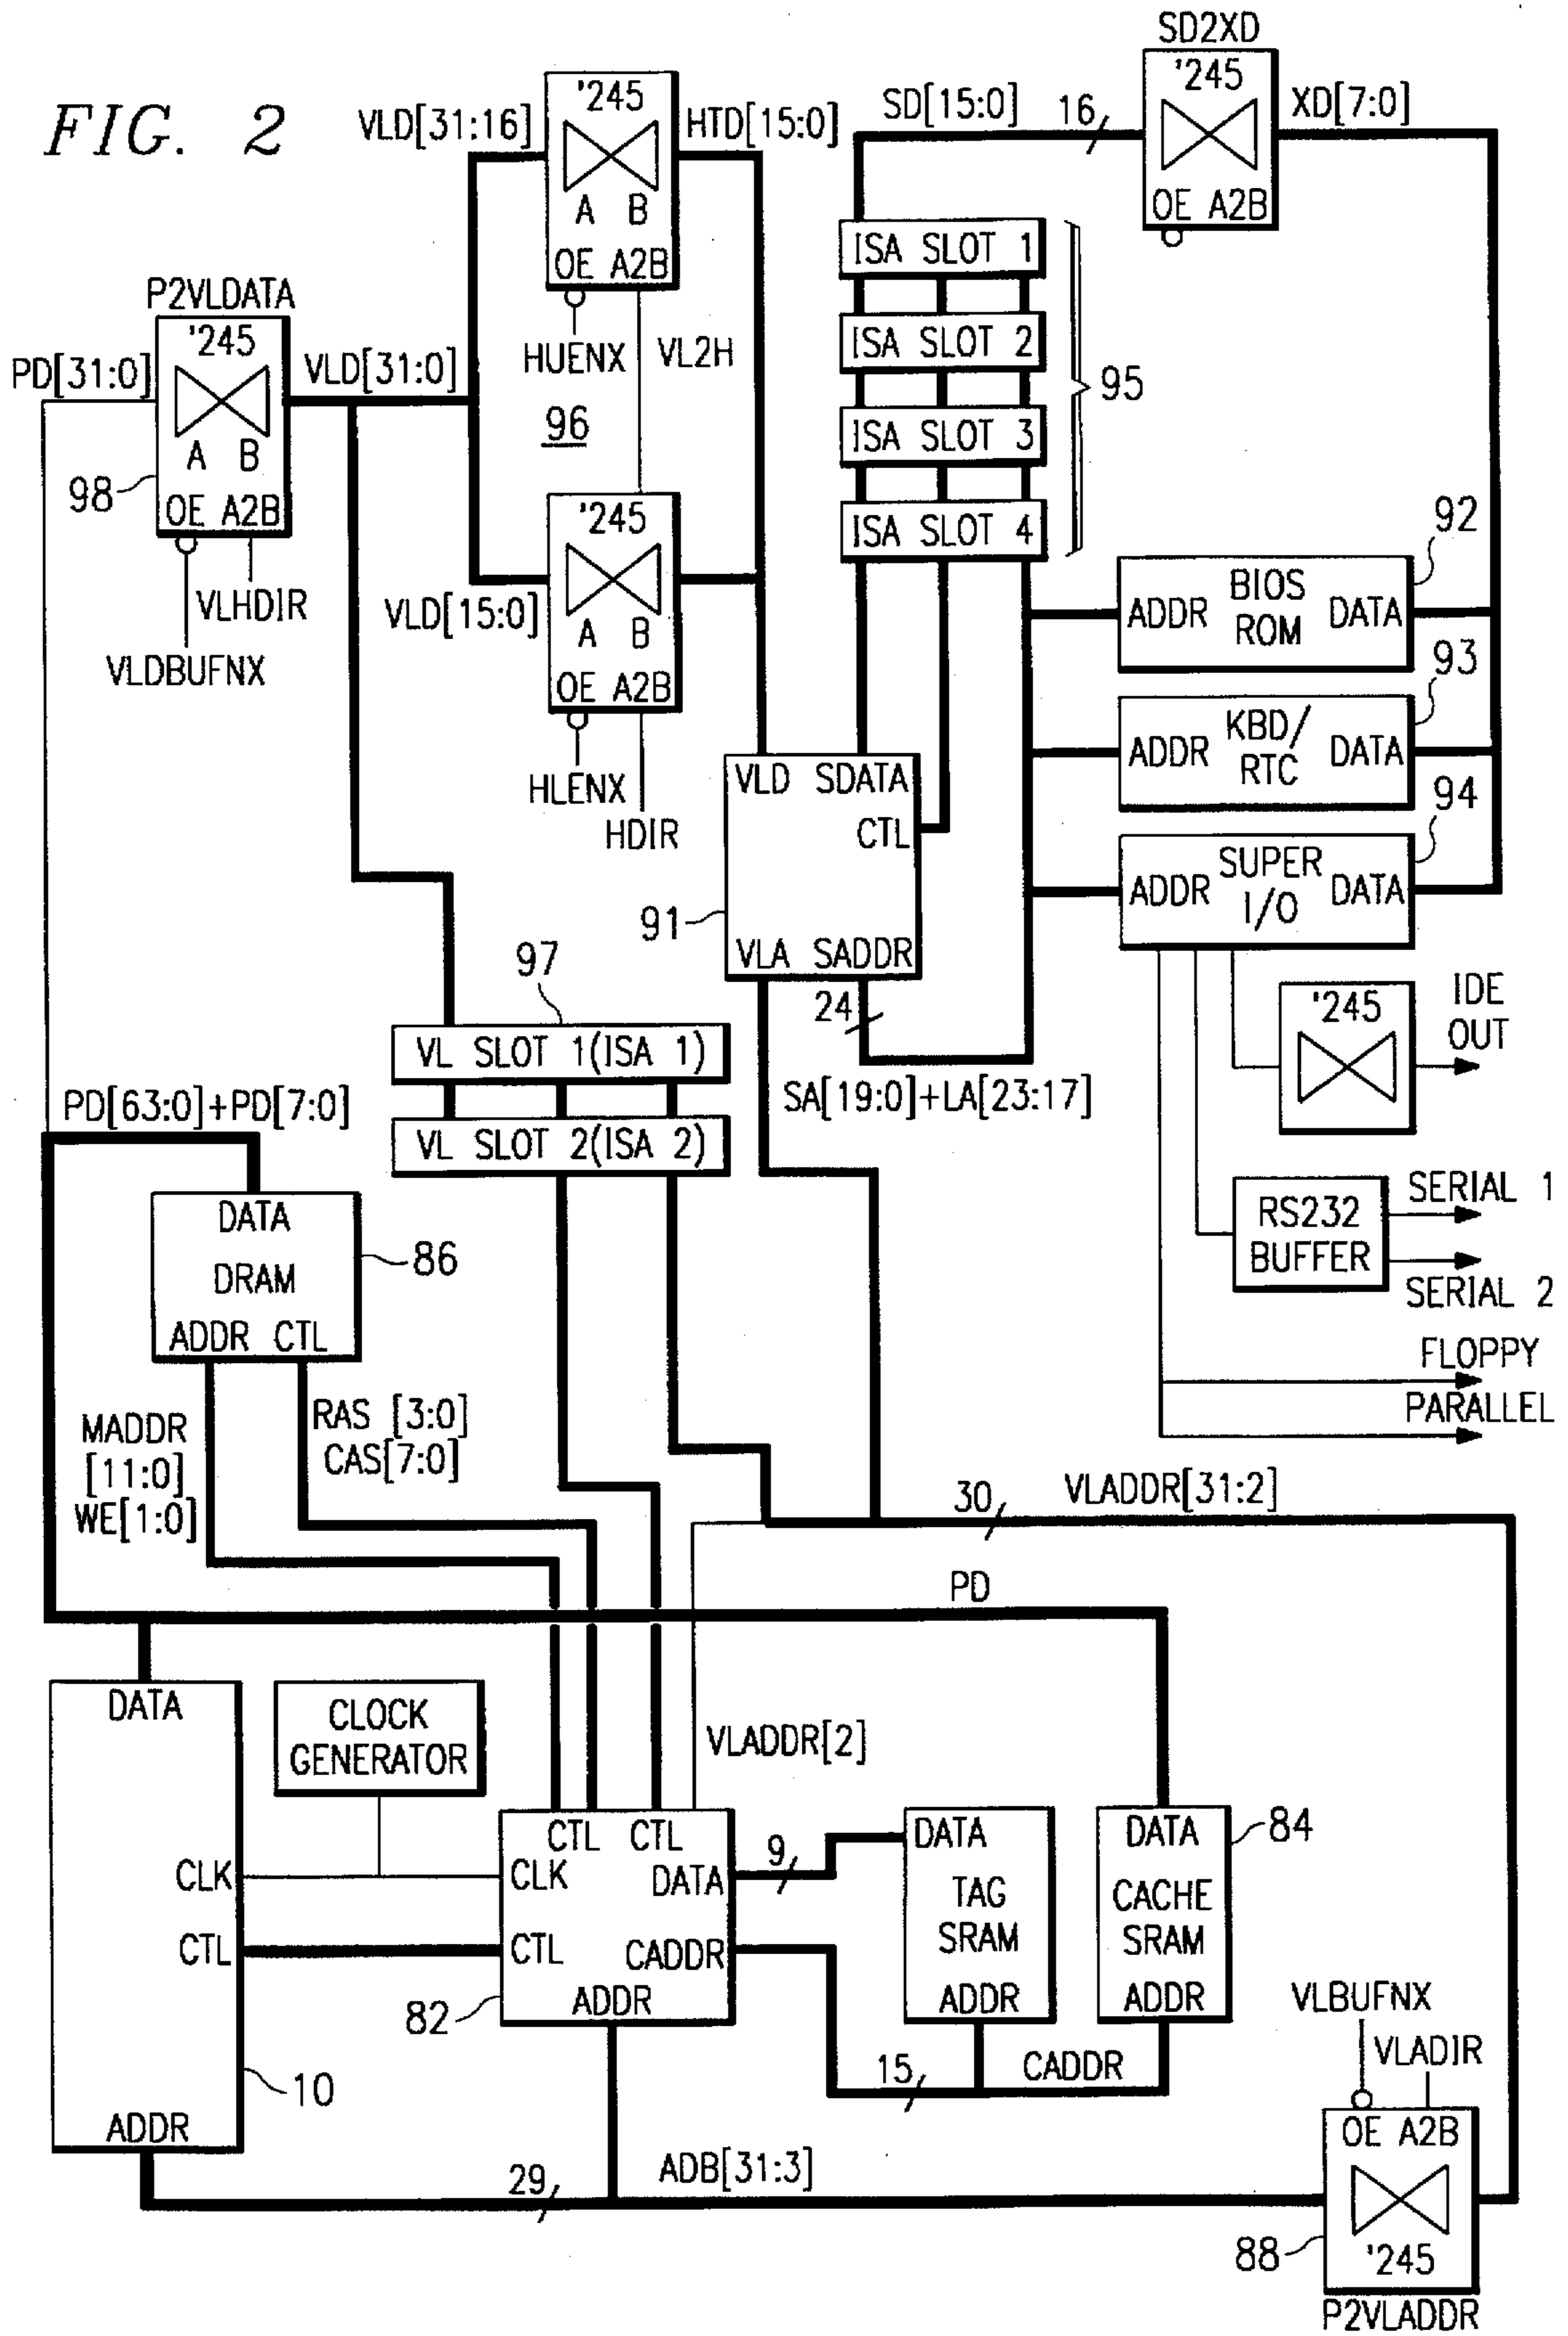 FIG. 2
SD2XD
'245
OE A2B
SD[15:0]
16
XD[7:0]
'245
A B
OE A2B
VLD[31:16]
HTD[15:0]
HUENX
VL2H
96
P2VLDATA
'245
A B
OE A2B
PD[31:0]
VLD[31:0]
98
VLHDIR
VLDBUFNX
VLD[15:0]
'245
A B
OE A2B
HLENX
HDIR
ISA SLOT 1
ISA SLOT 2
ISA SLOT 3
ISA SLOT 4
95
92
ADDR BIOS ROM DATA
93
ADDR KBD/ RTC DATA
94
ADDR SUPER I/O DATA
VLD SDATA
CTL
VLA SADDR
91
24
SA[19:0]+LA[23:17]
97
VL SLOT 1(ISA 1)
VL SLOT 2(ISA 2)
'245
IDE
OUT
RS232
BUFFER
SERIAL 1
SERIAL 2
FLOPPY
PARALLEL
PD[63:0]+PD[7:0]
DATA
DRAM
ADDR CTL
86
MADDR
[11:0]
WE[1:0]
RAS [3:0]
CAS[7:0]
30
VLADDR[31:2]
PD
DATA
CLK
CTL
ADDR
10
CLOCK
GENERATOR
VLADDR[2]
CTL CTL
CLK
DATA
CTL
CADDR
ADDR
82
9
DATA
TAG
SRAM
ADDR
DATA
CACHE
SRAM
ADDR
84
15
CADDR
VLBUFNX
VLADIR
OE A2B
'245
88
P2VLADDR
29
ADB[31:3]